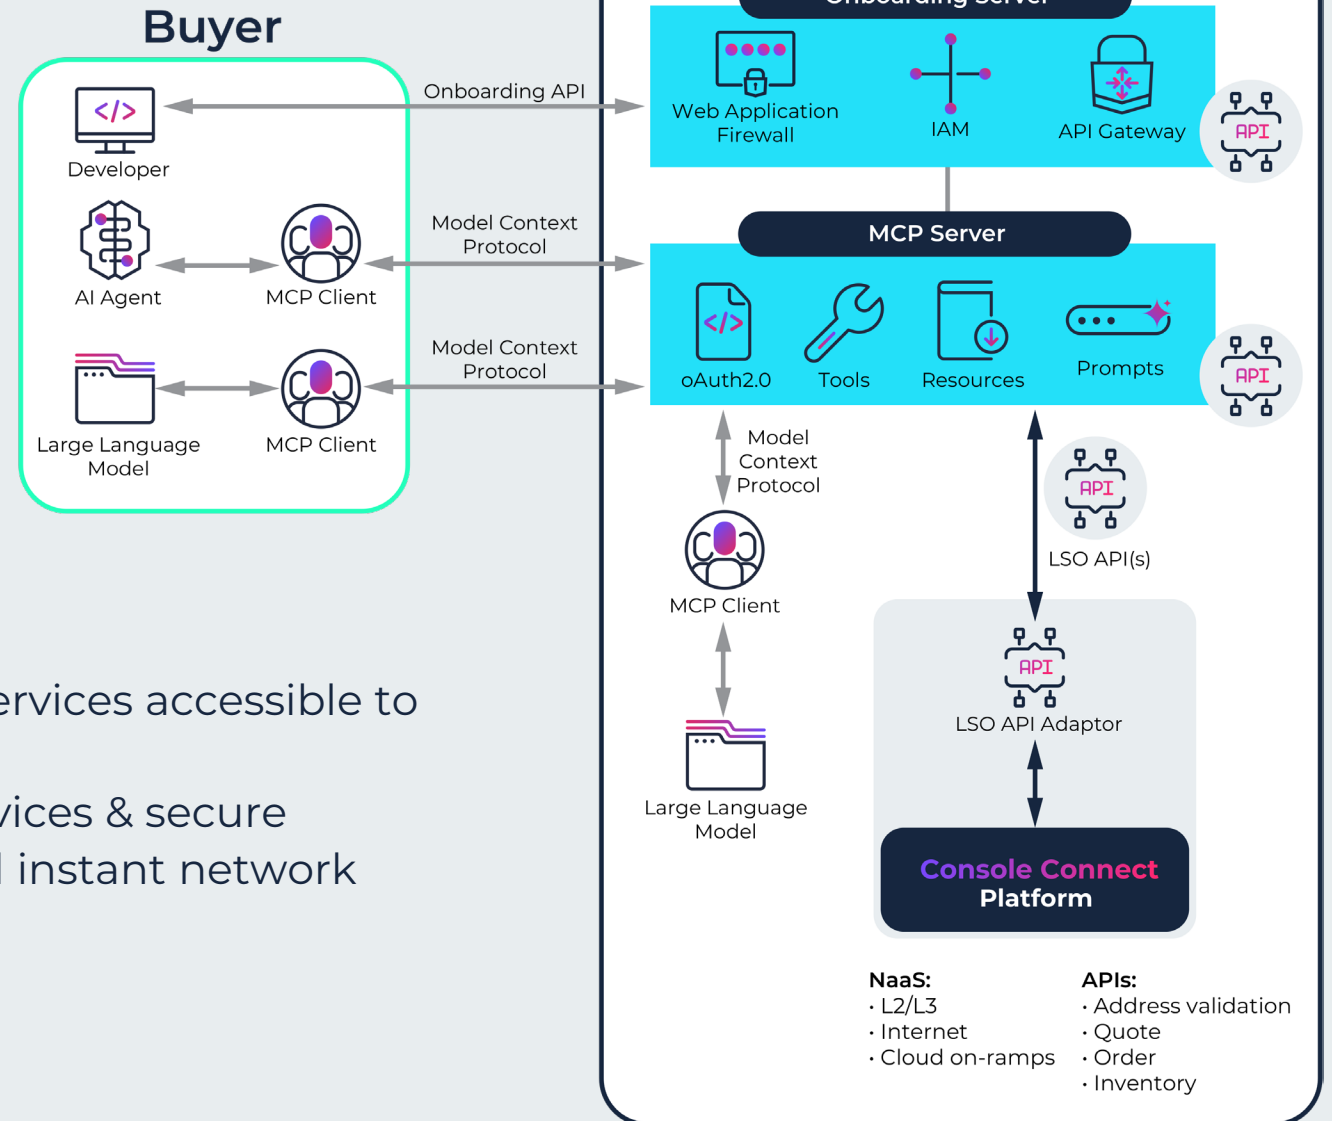 Buyer
Developer
AI Agent
MCP Client
Large Language
Model
MCP Client
Onboarding API
Model Context
Protocol
Model Context
Protocol
Onboarding Server
Web Application
Firewall
IAM
API Gateway
API
MCP Server
oAuth2.0
Tools
Resources
Prompts
API
Model
Context
Protocol
MCP Client
Large Language
Model
API
LSO API(s)
API
LSO API Adaptor
Console Connect
Platform
NaaS:
• L2/L3
• Internet
• Cloud on-ramps
APIs:
• Address validation
• Quote
• Order
• Inventory
accessible to
& secure
instant network